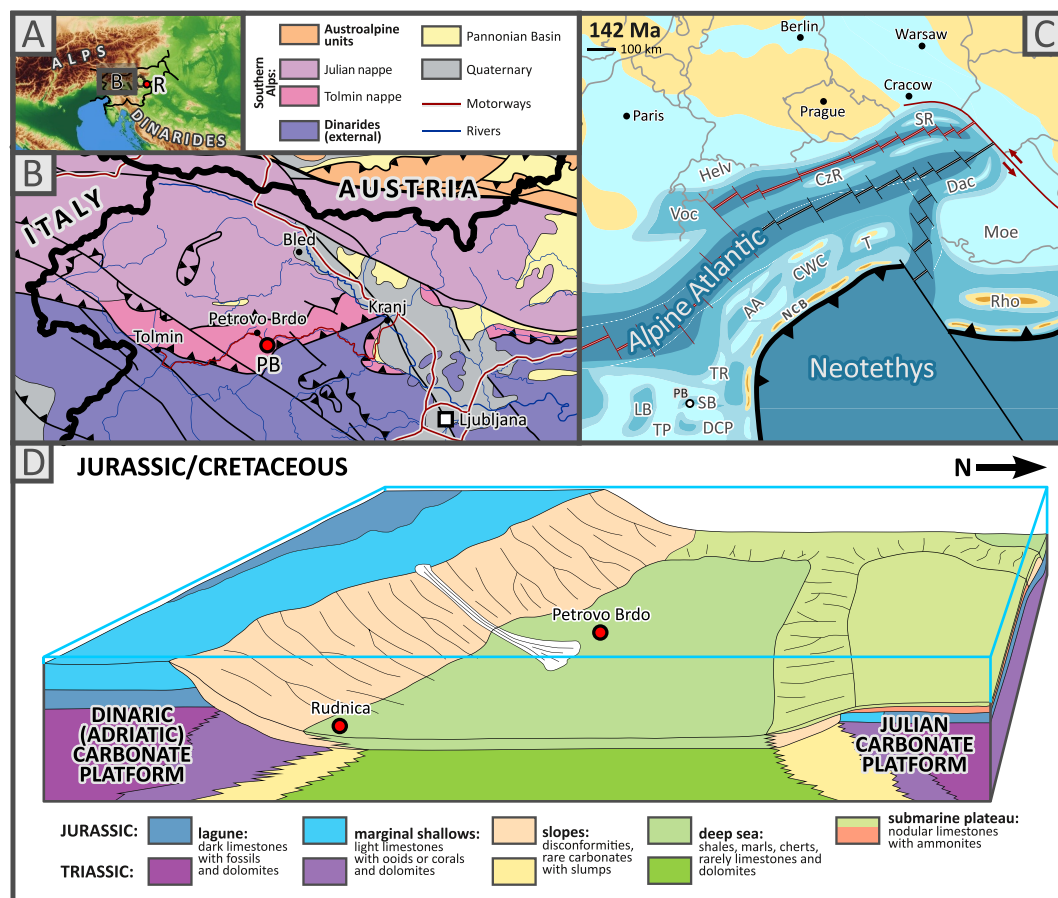 A
ALPS
B
R
DINARIDES
Southern
Alps:
Austroalpine
units
Julian nappe
Tolmin nappe
Dinarides
(external)
Pannonian Basin
Quaternary
Motorways
Rivers
B
ITALY
AUSTRIA
Bled
Kranj
Petrovo Brdo
Tolmin
PB
Ljubljana
C
142 Ma
100 km
Berlin
Warsaw
Paris
Prague
Cracow
SR
Helv
CzR
Voc
Dac
Moe
T
CWC
Alpine Atlantic
AA
NCB
Rho
Neotethys
TR
PB
SB
LB
TP
DCP
D
JURASSIC/CRETACEOUS
N
Petrovo Brdo
Rudnica
DINARIC
(ADRIATIC)
CARBONATE
PLATFORM
JULIAN
CARBONATE
PLATFORM
JURASSIC:
TRIASSIC:
lagune:
dark limestones
with fossils
and dolomites
marginal shallows:
light limestones
with ooids or corals
and dolomites
slopes:
disconformities,
rare carbonates
with slumps
deep sea:
shales, marls, cherts,
rarely limestones and
dolomites
submarine plateau:
nodular limestones
with ammonites